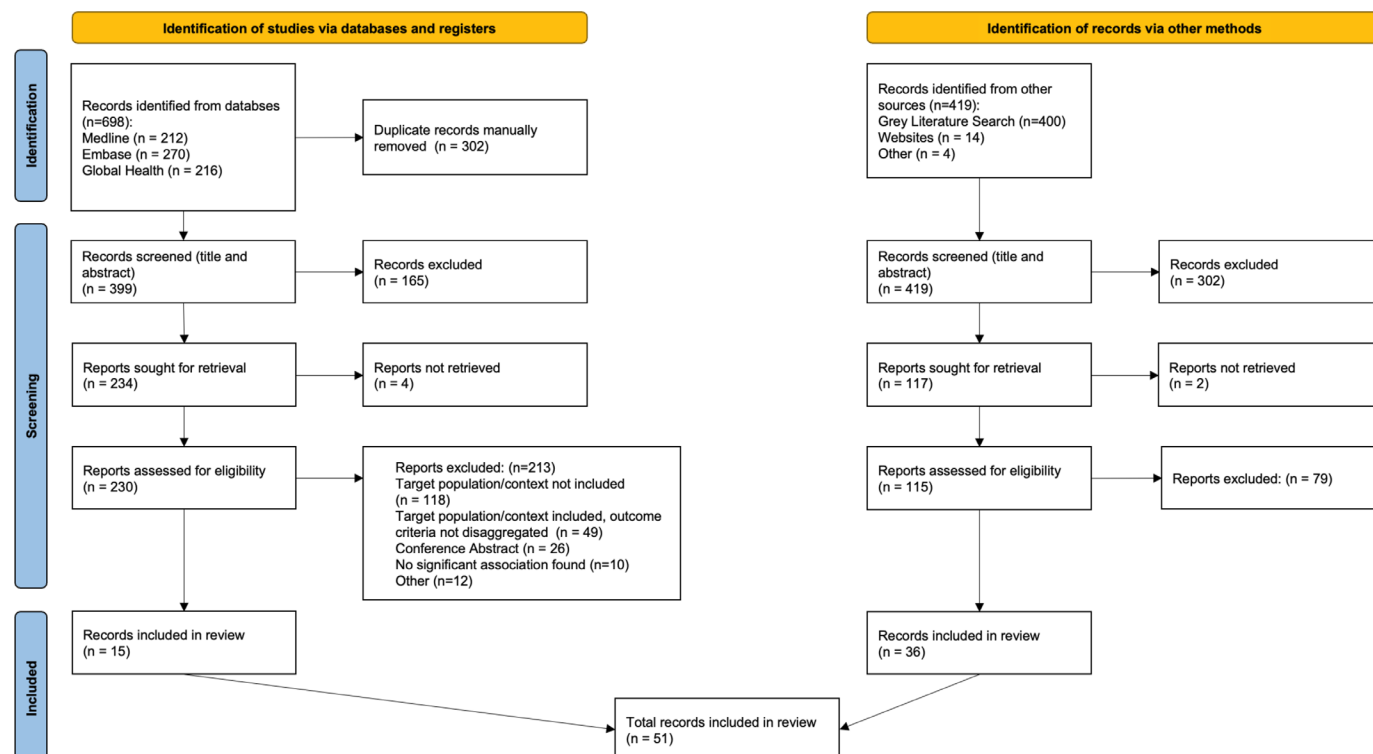 Identification of studies via databases and registers
Identification of records via other methods
Identification
Records identified from databses
(n=698):
Medline (n = 212)
Embase (n = 270)
Global Health (n = 216)
Duplicate records manually
removed (n = 302)
Records identified from other
sources (n=419):
Grey Literature Search (n=400)
Websites (n = 14)
Other (n = 4)
Screening
Records screened (title and
abstract)
(n = 399)
Records excluded
(n = 165)
Records screened (title and
abstract)
(n = 419)
Records excluded
(n = 302)
Reports sought for retrieval
(n = 234)
Reports not retrieved
(n = 4)
Reports sought for retrieval
(n = 117)
Reports not retrieved
(n = 2)
Reports assessed for eligibility
(n = 230)
Reports excluded: (n=213)
Target population/context not included
(n = 118)
Target population/context included, outcome
criteria not disaggregated (n = 49)
Conference Abstract (n = 26)
No significant association found (n=10)
Other (n=12)
Reports assessed for eligibility
(n = 115)
Reports excluded: (n = 79)
Included
Records included in review
(n = 15)
Records included in review
(n = 36)
Total records included in review
(n = 51)